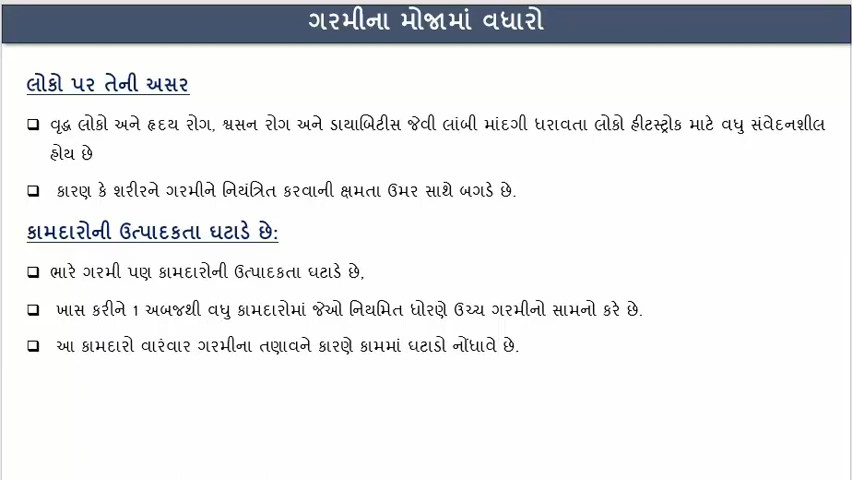 ગરમીના મોજામાં વધારો
લોકો પર તેની અસર
❑ વૃદ્ધ લોકો અને હૃદય રોગ, શ્વસન રોગ અને ડાયાબિટીસ જેવી લાંબી માંદગી ધરાવતા લોકો હીટસ્ટ્રોક માટે વધુ સંવેદનશીલ
હોય છે
❑ કારણ કે શરીરને ગરમીને નિયંત્રિત કરવાની ક્ષમતા ઉમર સાથે બગડે છે.
કામદારોની ઉત્પાદકતા ઘટાડે છે:
❑ ભારે ગરમી પણ કામદારોની ઉત્પાદકતા ઘટાડે છે,
❑ ખાસ કરીને 1 અબજથી વધુ કામદારોમાં જેઓ નિયમિત ધોરણે ઉચ્ચ ગરમીનો સામનો કરે છે.
❑ આ કામદારો વારંવાર ગરમીના તણાવને કારણે કામમાં ઘટાડો નોંધાવે છે.